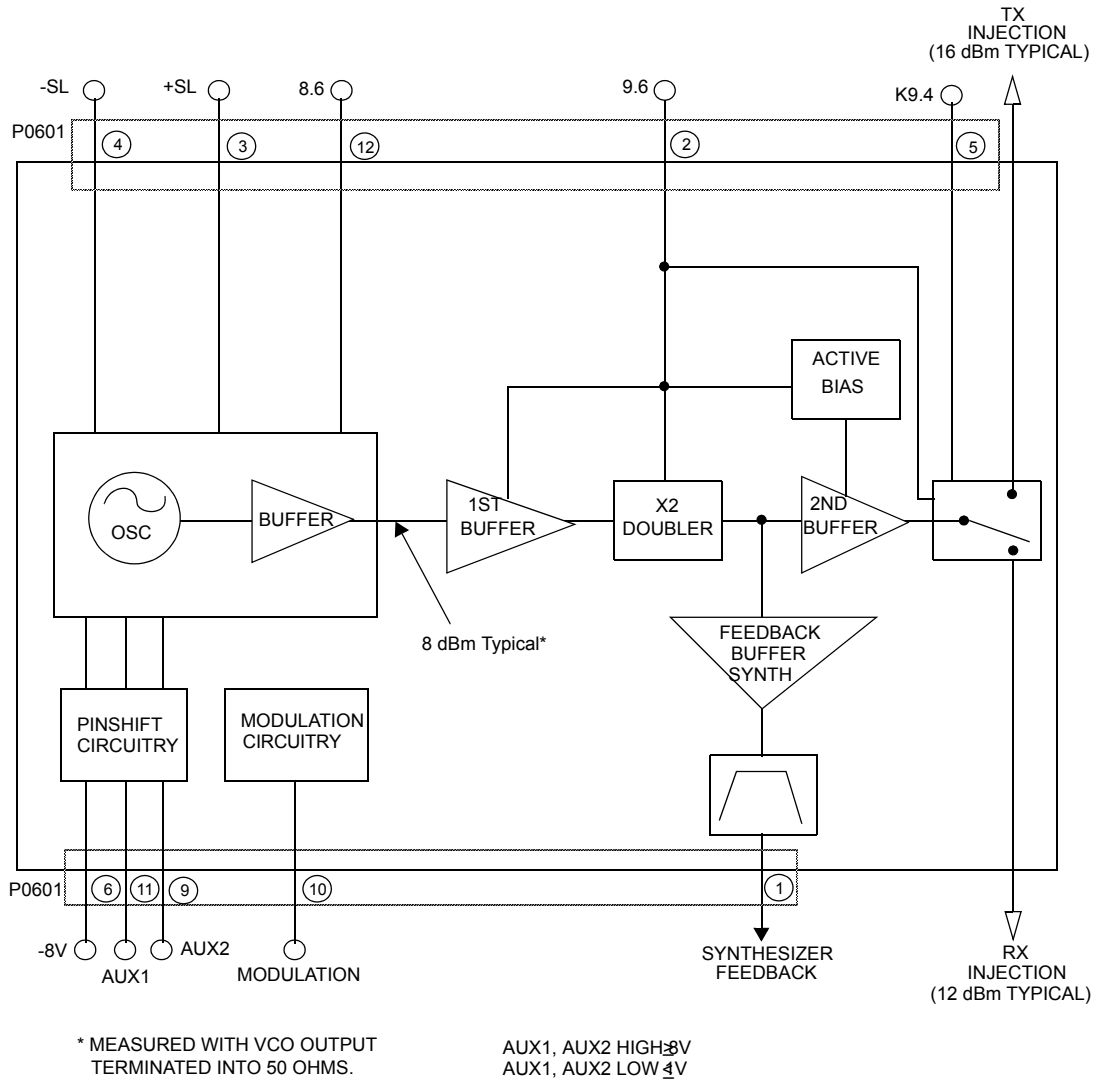 TX
INJECTION
(16 dBm TYPICAL)
-SL
+SL
8.6
9.6
K9.4
P0601
4
3
12
2
5
ACTIVE
BIAS
OSC
BUFFER
1ST
BUFFER
X2
DOUBLER
2ND
BUFFER
8 dBm Typical*
FEEDBACK
BUFFER
SYNTH
PINSHIFT
CIRCUITRY
MODULATION
CIRCUITRY
P0601
6
11
9
10
1
-8V
AUX1
AUX2
MODULATION
SYNTHESIZER
FEEDBACK
RX
INJECTION
(12 dBm TYPICAL)
* MEASURED WITH VCO OUTPUT
TERMINATED INTO 50 OHMS.
AUX1, AUX2 HIGH ≥8V
AUX1, AUX2 LOW ≤1V